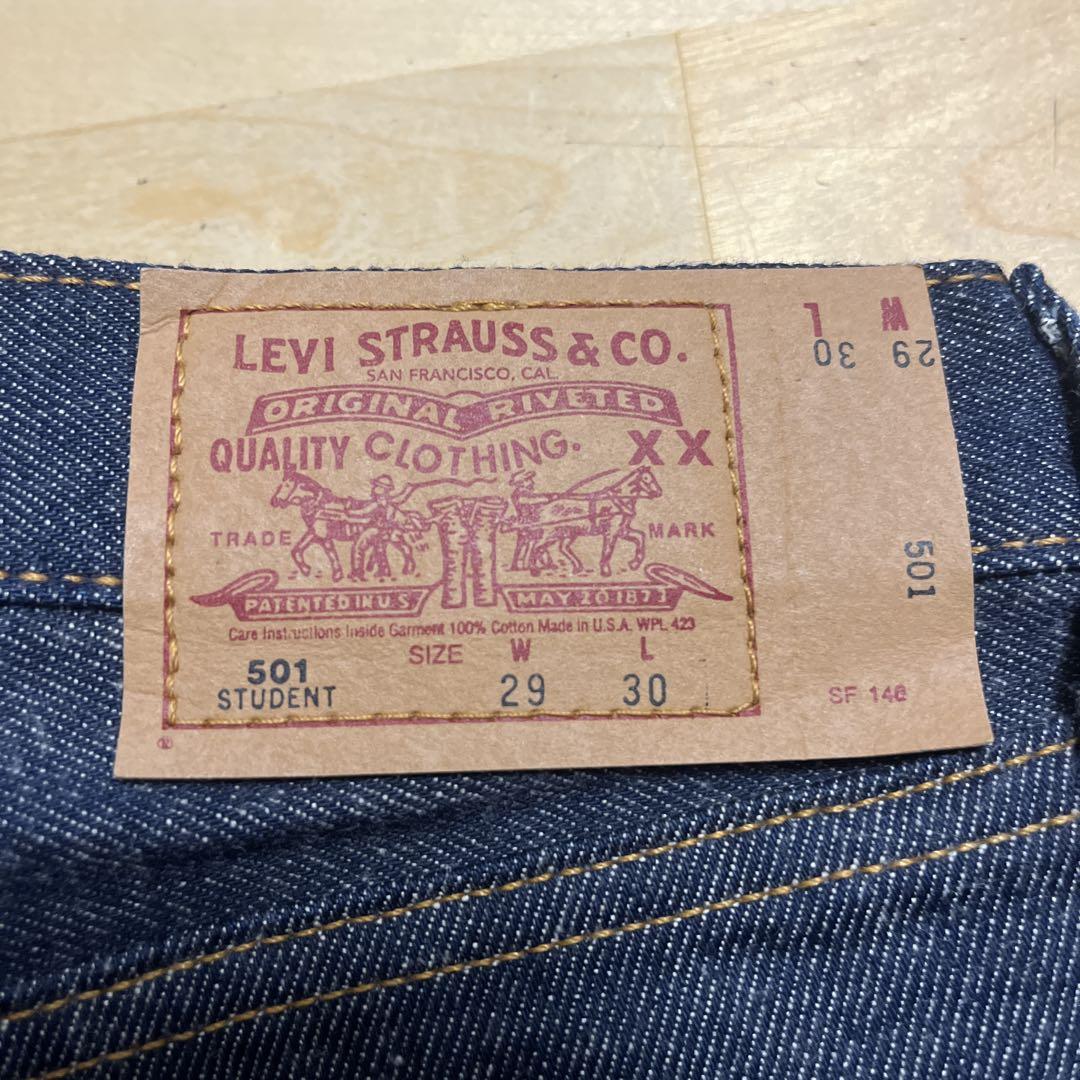 LEVI STRAUSS & CO.
SAN FRANCISCO, CAL.
ORIGINAL RIVETED
QUALITY CLOTHING. XX
TRADE MARK
PATENTED IN U.S. MAY 20 1873
Care Instructions Inside Garment 100% Cotton Made in U.S.A. WPL 423
SIZE W L
501 STUDENT 29 30
®
L W
30 29
501
SF